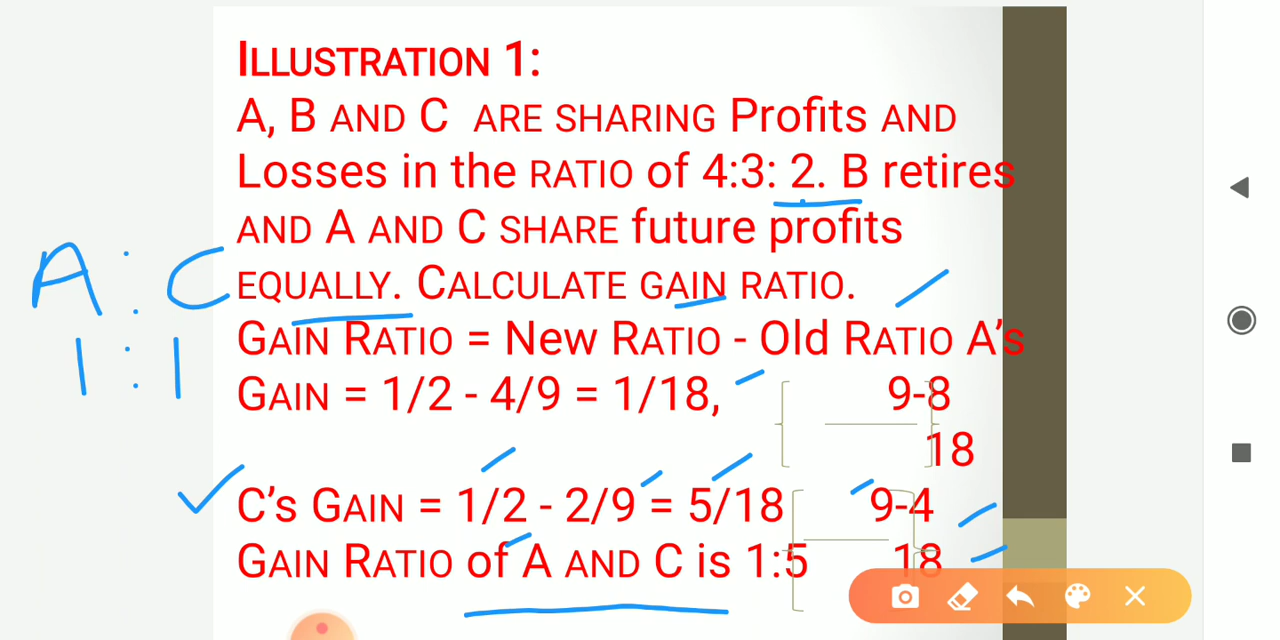 ILLUSTRATION 1:
A, B AND C ARE SHARING Profits AND
Losses in the RATIO of 4:3: 2. B retires
AND A AND C SHARE future profits
EQUALLY. CALCULATE GAIN RATIO.
GAIN RATIO = New RATIO - Old RATIO A's
GAIN = 1/2 - 4/9 = 1/18, 9-8
18
C's GAIN = 1/2 - 2/9 = 5/18 9-4
GAIN RATIO of A AND C is 1:5 18
A : C
1 : 1